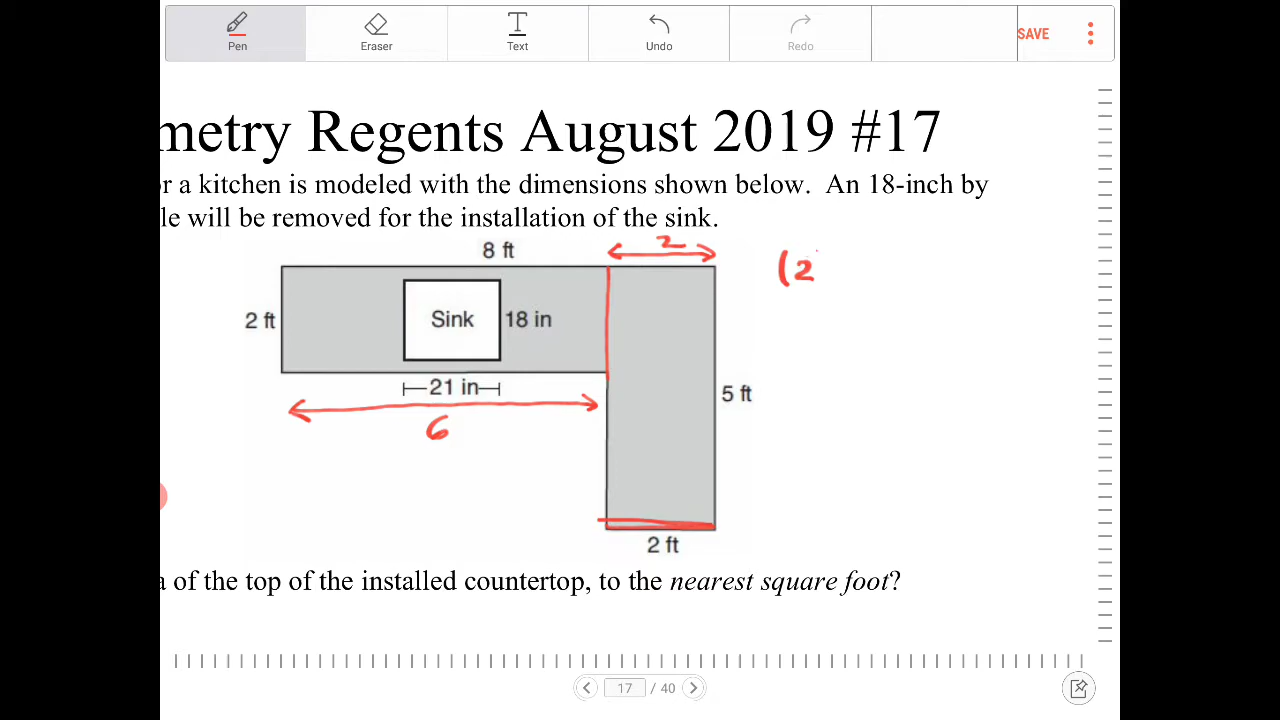 Pen
Eraser
Text
Undo
Redo
SAVE
metry Regents August 2019 #17
or a kitchen is modeled with the dimensions shown below. An 18-inch by
le will be removed for the installation of the sink.
8 ft
2
(2
2 ft
Sink
18 in
21 in
5 ft
6
2 ft
a of the top of the installed countertop, to the nearest square foot?
17 / 40